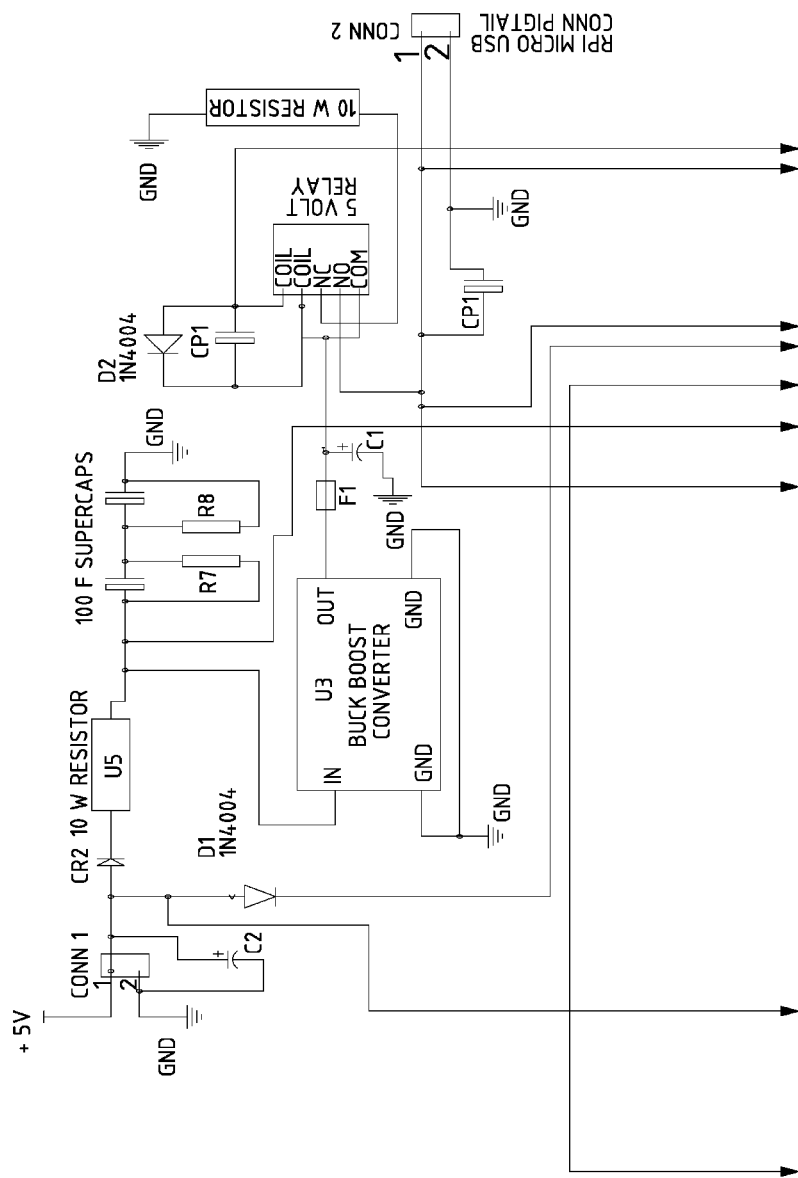 + 5V
GND
CONN 1
1
2
C2
+
CR2
10 W RESISTOR
U5
D1
1N4004
100 F SUPERCAPS
R7
R8
GND
IN
OUT
U3
BUCK BOOST
CONVERTER
GND
GND
GND
F1
C1
+
GND
D2
1N4004
CP1
GND
10 W RESISTOR
5 VOLT
RELAY
COIL
COIL
NC
NO
COM
CONN 2
1
2
RPI MICRO USB
CONN PIGTAIL
GND
CP1